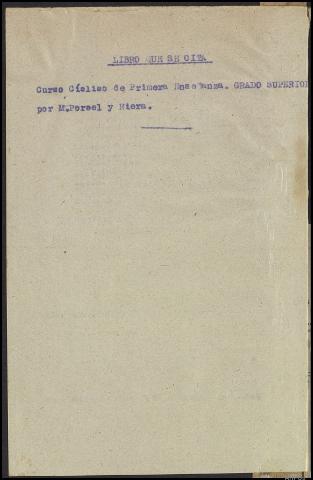 LIBRO QUE SE CITA
Curso Cíclico de Primera Enseñanza. GRADO SUPERIOR
por M.Porcel y Riera.